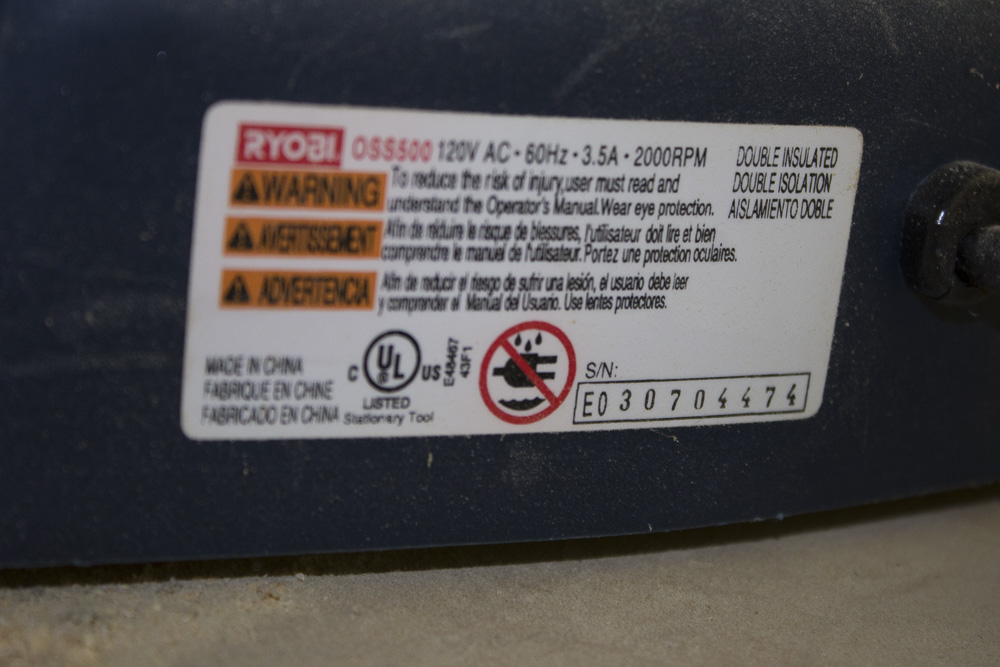 RYOBI. OSS500 120V AC • 60Hz • 3.5A • 2000RPM
DOUBLE INSULATED
DOUBLE ISOLATION
AISLAMIENTO DOBLE
WARNING To reduce the risk of injury,user must read and
understand the Operator's Manual.Wear eye protection.
AVERTISSEMENT Afin de réduire le risque de blessures, l'utilisateur doit lire et bien
comprendre le manuel de l'utilisateur. Portez une protection oculaires.
ADVERTENCIA Afin de reducir el riesgo de sufrir una lesión, el usuario debe leer
y comprender el Manual del Usuario. Use lentes protectores.
MADE IN CHINA
FABRIQUE EN CHINE
FABRICADO EN CHINA
C UL ® US
LISTED
Stationary Tool
E48467
43F1
S/N:
E030704474